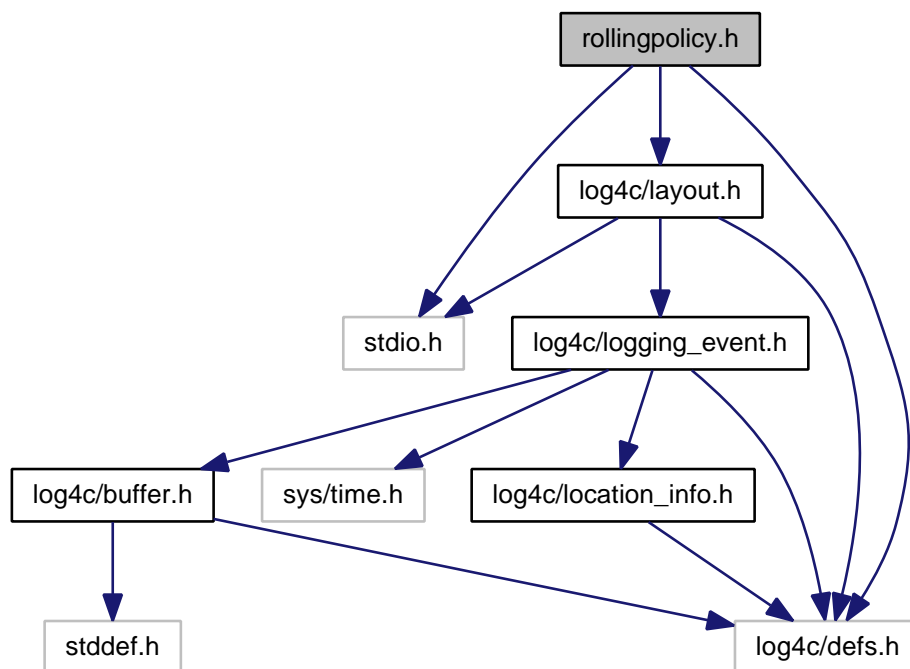 rollingpolicy.h
log4c/layout.h
stdio.h
log4c/logging_event.h
log4c/buffer.h
sys/time.h
log4c/location_info.h
stddef.h
log4c/defs.h